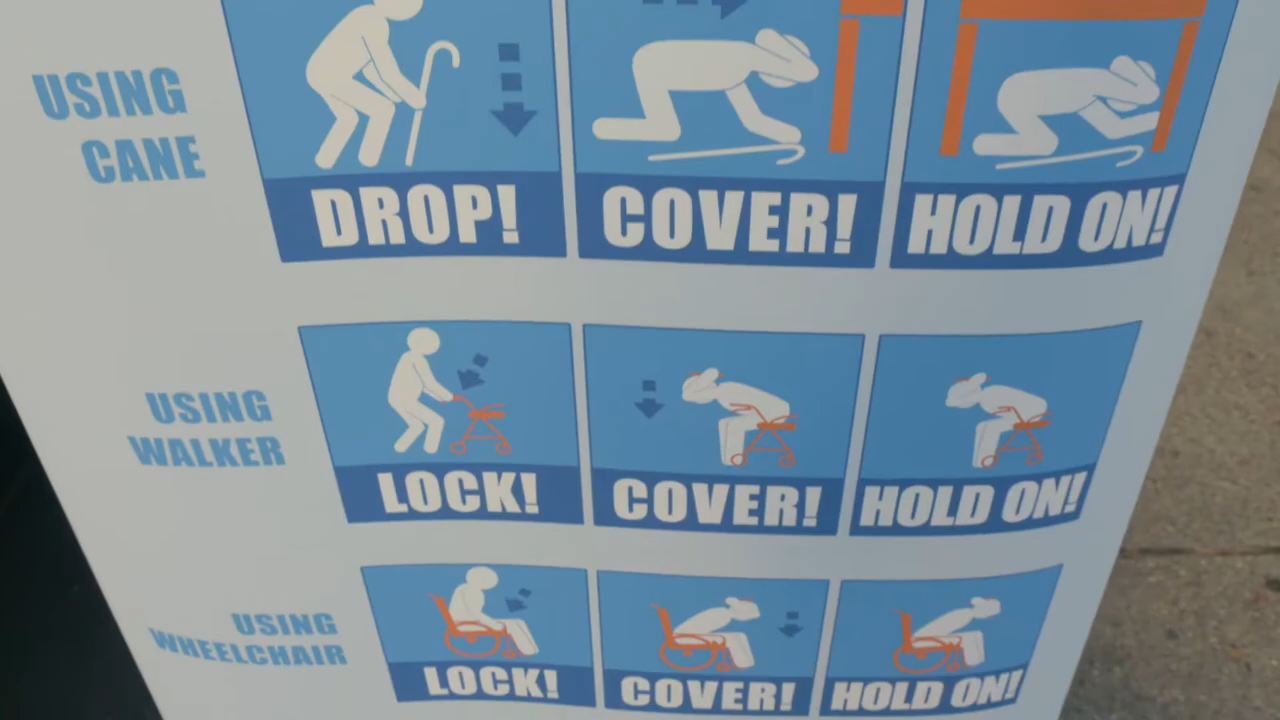 USING
CANE
DROP!
COVER!
HOLD ON!
USING
WALKER
LOCK!
COVER!
HOLD ON!
USING
WHEELCHAIR
LOCK!
COVER!
HOLD ON!